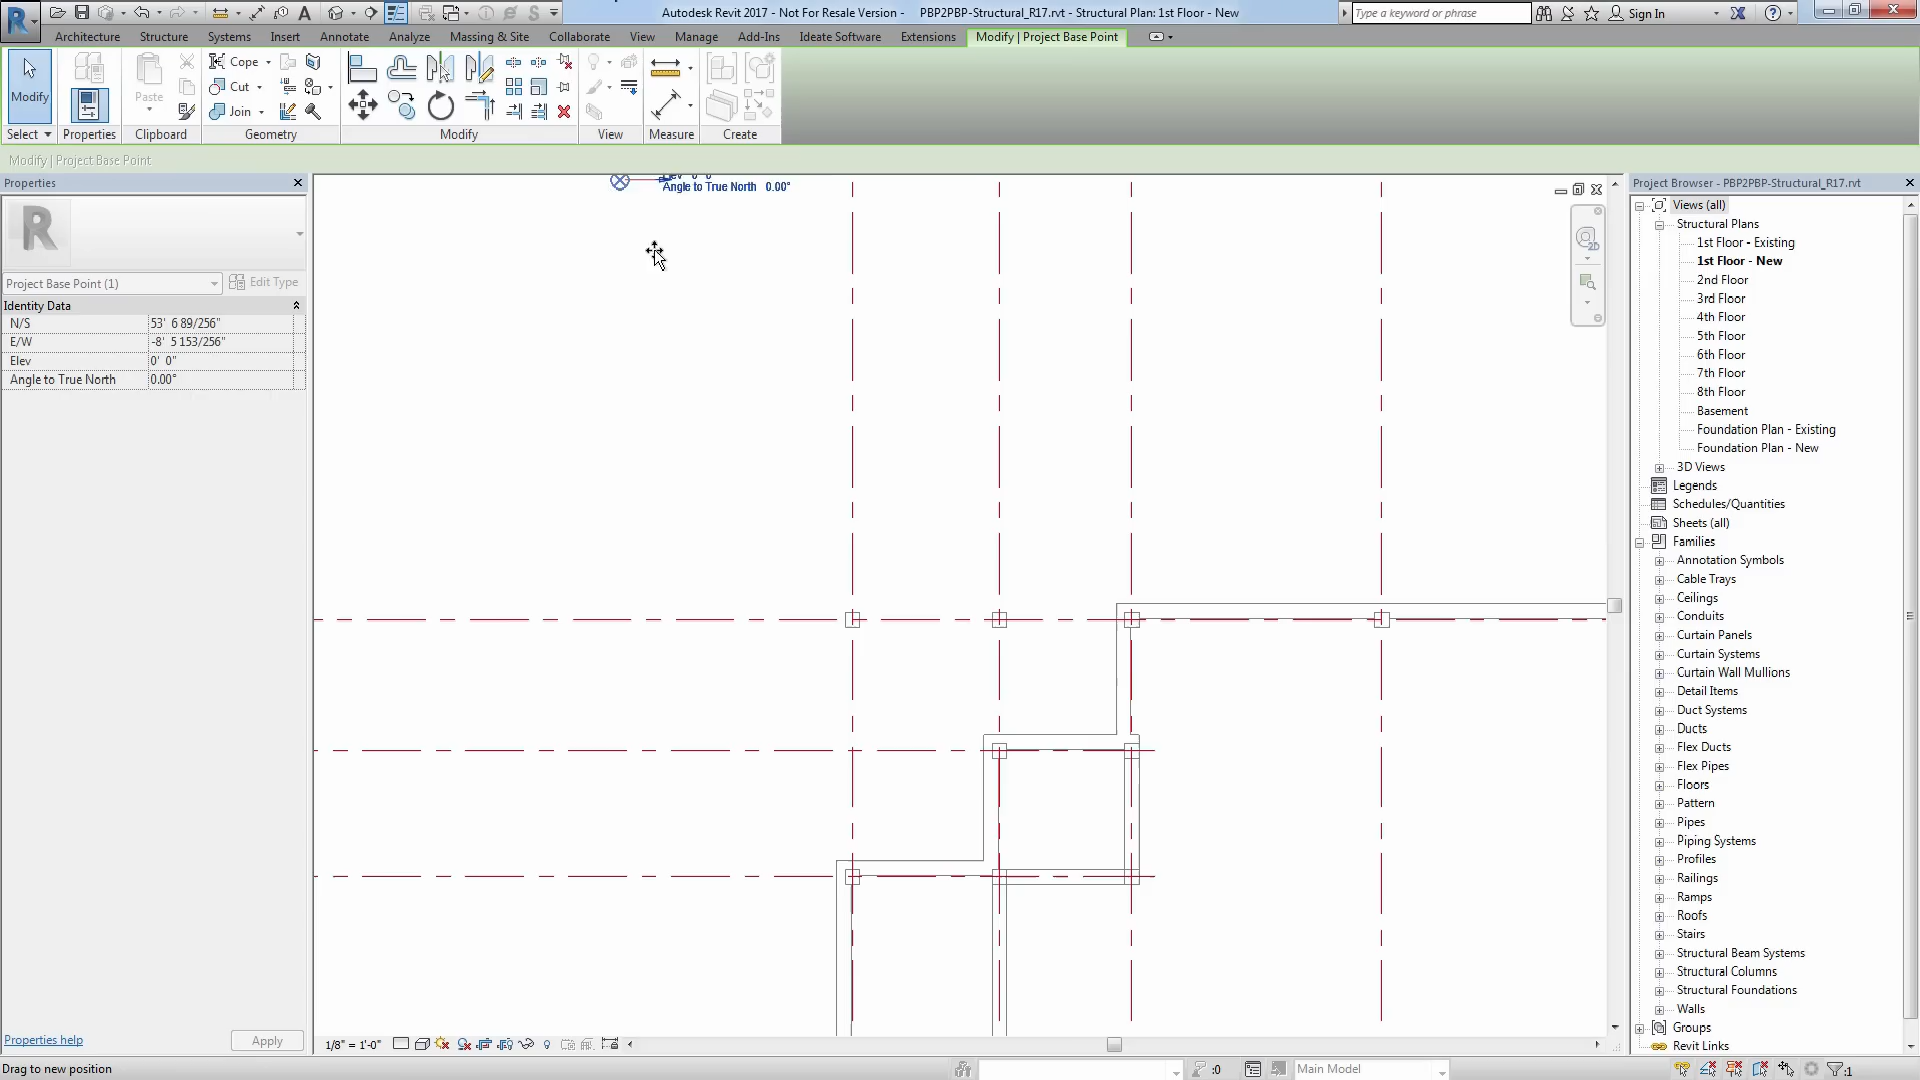 Autodesk Revit 2017 - Not For Resale Version - PBP2PBP-Structural_R17.rvt - Structural Plan: 1st Floor - New
Type a keyword or phrase
Sign In
Architecture Structure Systems Insert Annotate Analyze Massing & Site Collaborate View Manage Add-Ins Ideate Software Extensions Modify | Project Base Point
Modify
Paste
Cope
Cut
Join
Select Properties Clipboard Geometry Modify View Measure Create
Modify | Project Base Point
Properties
Project Base Point (1)
Edit Type
Identity Data
N/S 53' 6 89/256"
E/W -8' 5 153/256"
Elev 0' 0"
Angle to True North 0.00°
Properties help
Apply
Angle to True North 0.00°
2D
Project Browser - PBP2PBP-Structural_R17.rvt
Views (all)
Structural Plans
1st Floor - Existing
1st Floor - New
2nd Floor
3rd Floor
4th Floor
5th Floor
6th Floor
7th Floor
8th Floor
Basement
Foundation Plan - Existing
Foundation Plan - New
3D Views
Legends
Schedules/Quantities
Sheets (all)
Families
Annotation Symbols
Cable Trays
Ceilings
Conduits
Curtain Panels
Curtain Systems
Curtain Wall Mullions
Detail Items
Duct Systems
Ducts
Flex Ducts
Flex Pipes
Floors
Pattern
Pipes
Piping Systems
Profiles
Railings
Ramps
Roofs
Stairs
Structural Beam Systems
Structural Columns
Structural Foundations
Walls
Groups
Revit Links
1/8" = 1'-0"
Drag to new position
:0
Main Model
:1